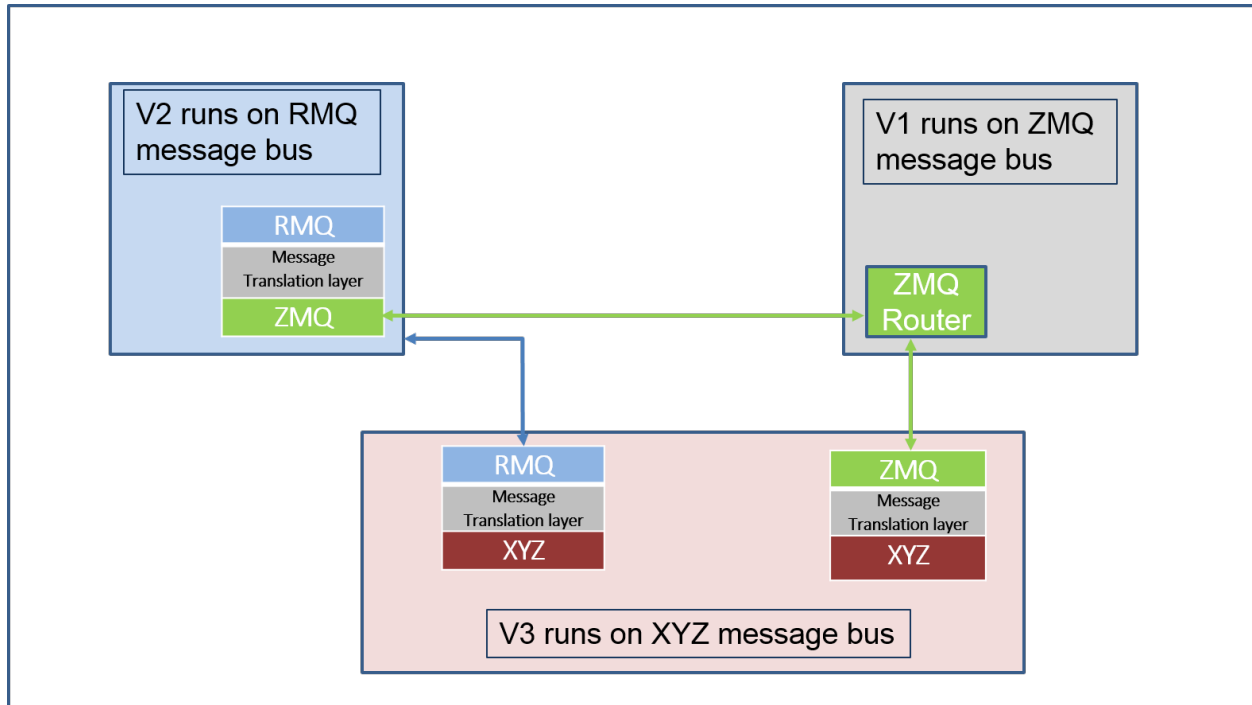 V2 runs on RMQ
message bus
RMQ
Message
Translation layer
ZMQ
V1 runs on ZMQ
message bus
ZMQ
Router
RMQ
Message
Translation layer
XYZ
ZMQ
Message
Translation layer
XYZ
V3 runs on XYZ message bus